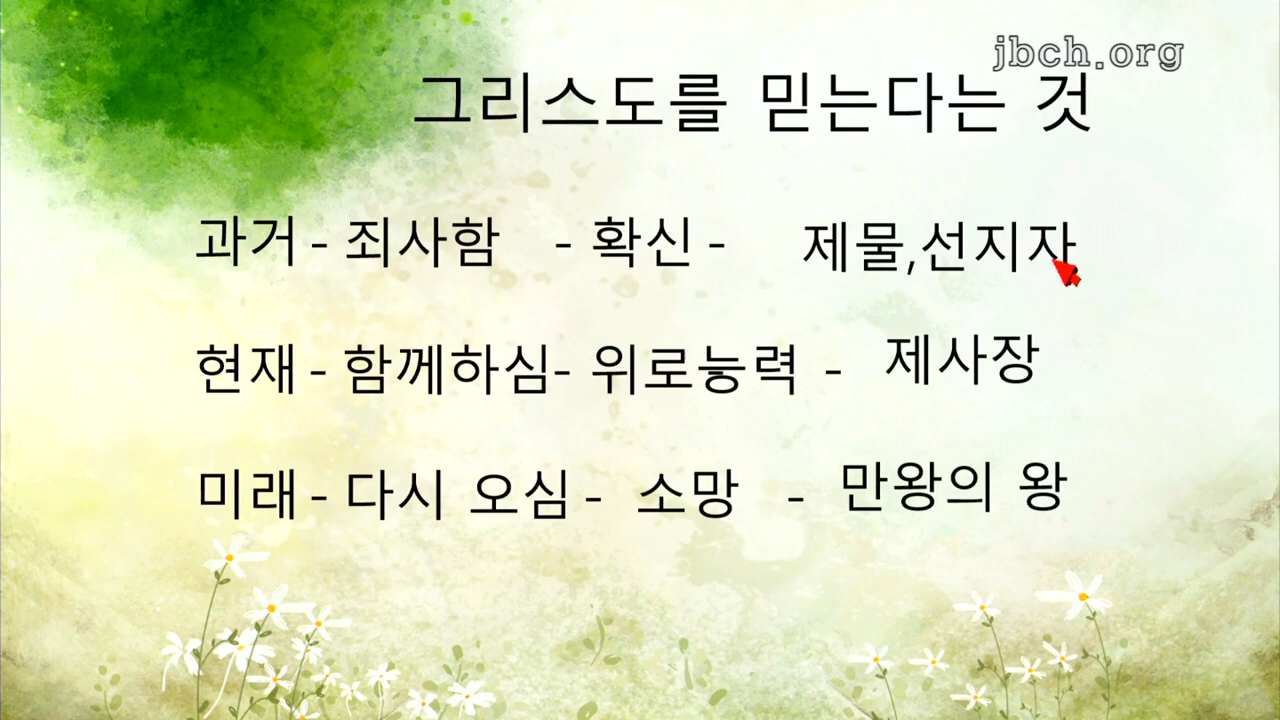 jbch.org
그리스도를 믿는다는 것
과거 - 죄사함 - 확신 - 제물,선지자
현재 - 함께하심 - 위로능력 - 제사장
미래 - 다시 오심 - 소망 - 만왕의 왕